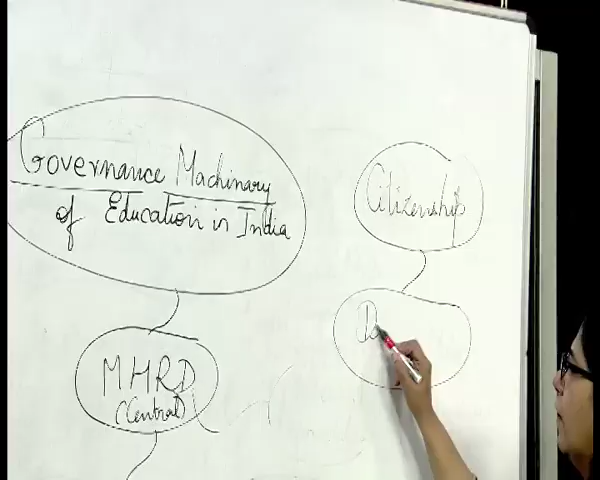 Governance Machinary
of Education in India
Citizenship
MHRD
(Central)